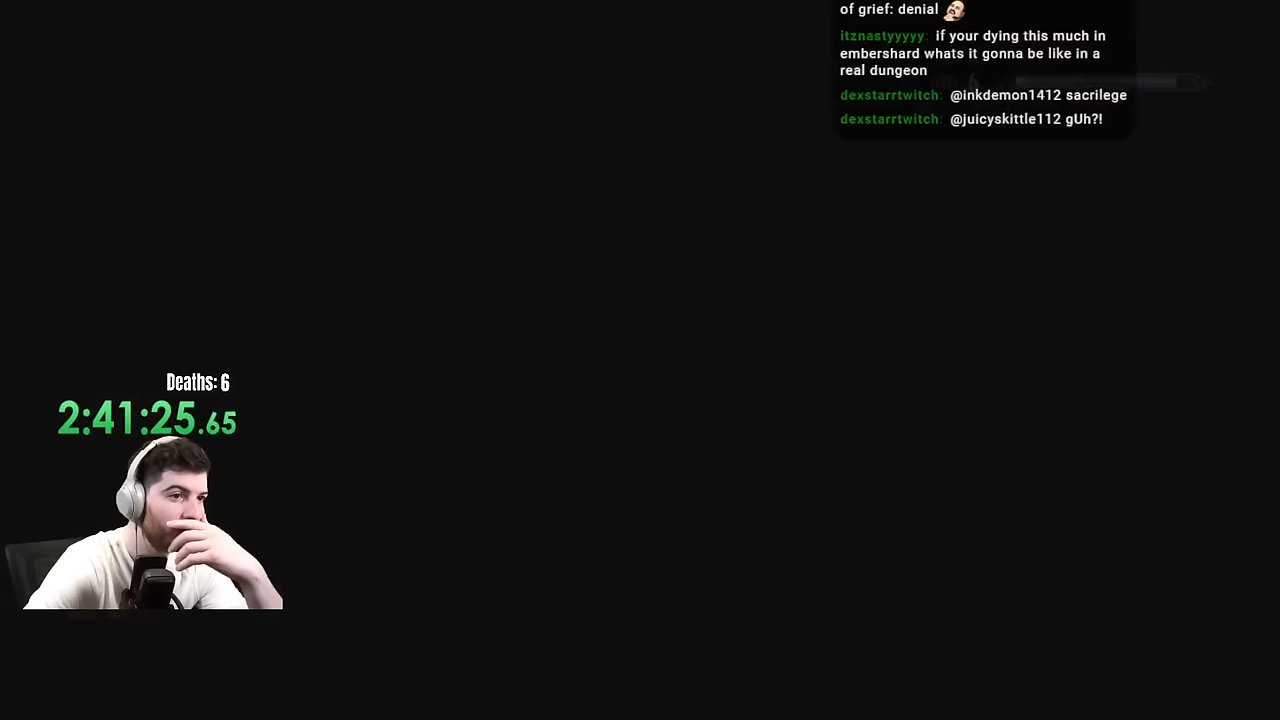 of grief: denial
itznastyyyyy: if your dying this much in
embershard whats it gonna be like in a
real dungeon
dexstarrtwitch: @inkdemon1412 sacrilege
dexstarrtwitch: @juicyskittle112 gUh?!
Deaths: 6
2:41:25.65